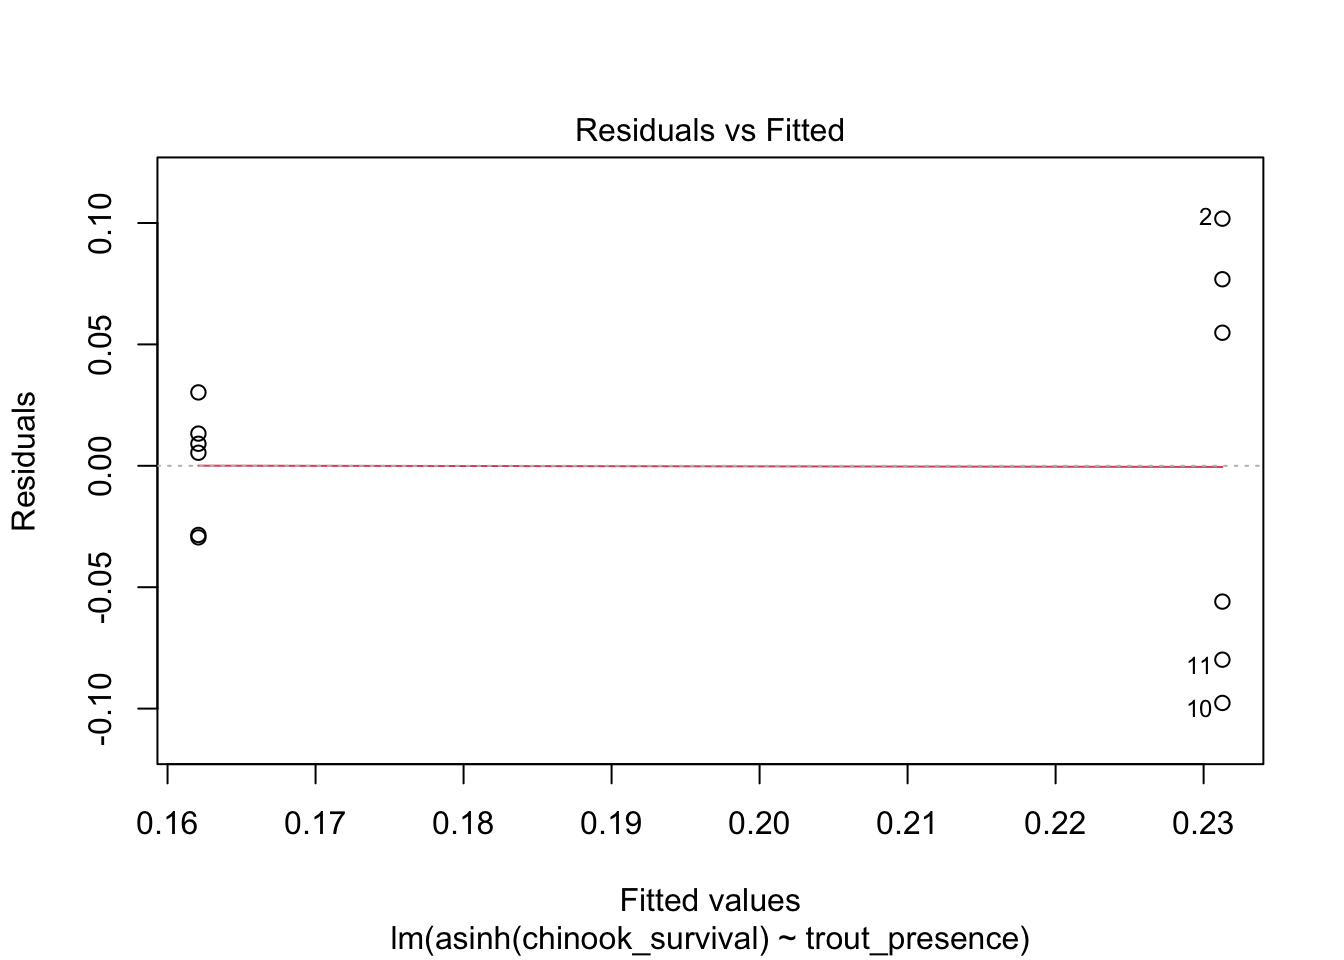 Residuals vs Fitted
0.10
0.05
0.00
-0.05
-0.10
Residuals
2
11
10
0.16 0.17 0.18 0.19 0.20 0.21 0.22 0.23
Fitted values
lm(asinh(chinook_survival) ~ trout_presence)